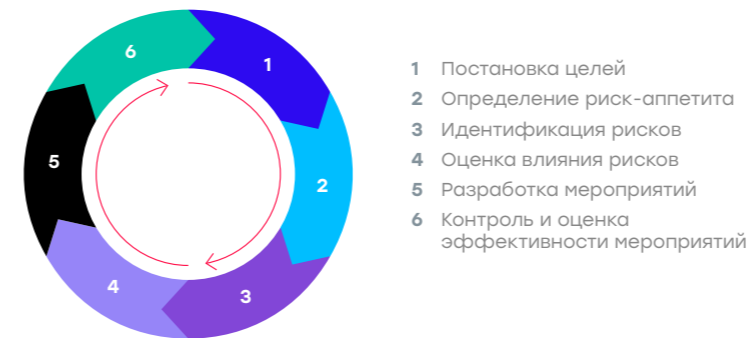 6
1
5
2
4
3
1 Постановка целей
2 Определение риск-аппетита
3 Идентификация рисков
4 Оценка влияния рисков
5 Разработка мероприятий
6 Контроль и оценка
эффективности мероприятий